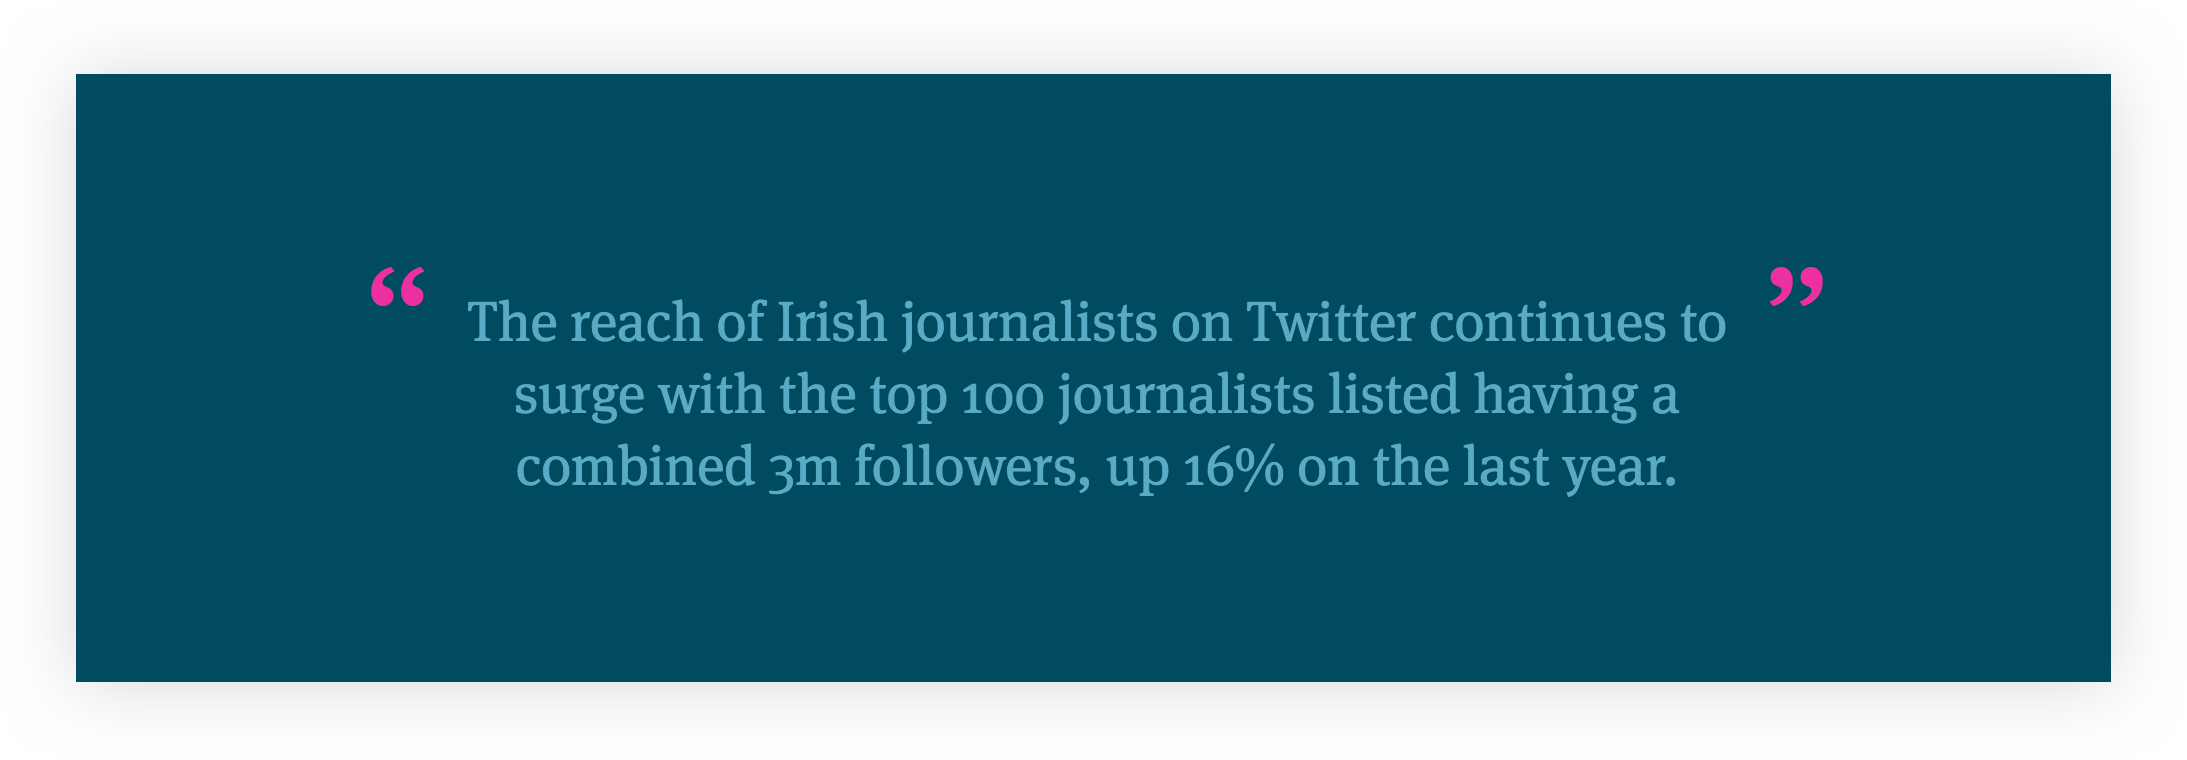 “ The reach of Irish journalists on Twitter continues to ”
surge with the top 100 journalists listed having a
combined 3m followers, up 16% on the last year.